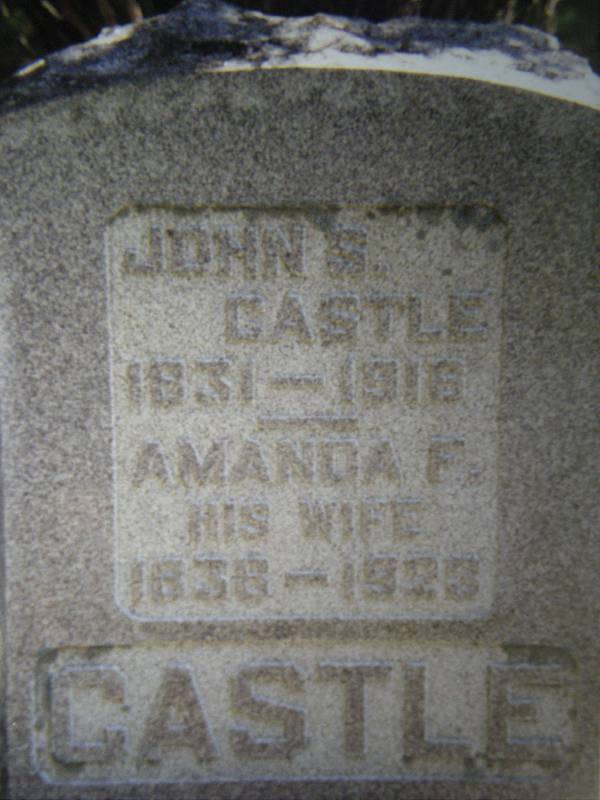 JOHN S.
CASTLE
1831 — 1916
AMANDA F.
HIS WIFE
1836 — 1925
CASTLE